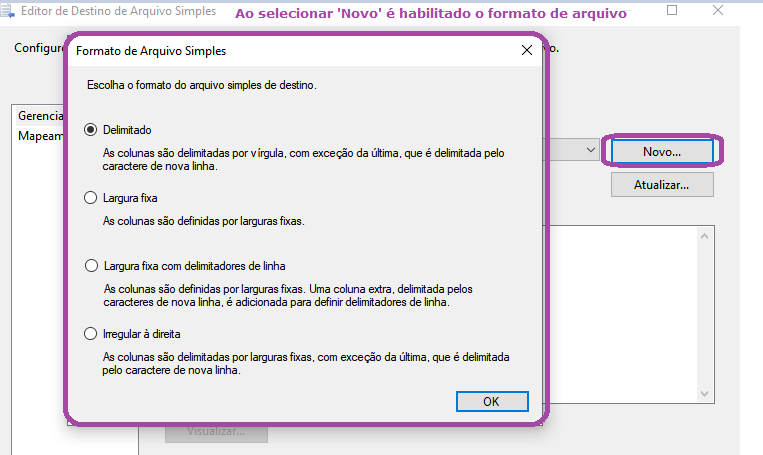 Editor de Destino de Arquivo Simples
Ao selecionar 'Novo' é habilitado o formato de arquivo
Formato de Arquivo Simples
Escolha o formato do arquivo simples de destino.
Delimitado
As colunas são delimitadas por vírgula, com exceção da última, que é delimitada pelo
caractere de nova linha.
Largura fixa
As colunas são definidas por larguras fixas.
Largura fixa com delimitadores de linha
As colunas são definidas por larguras fixas. Uma coluna extra, delimitada pelos
caracteres de nova linha, é adicionada para definir delimitadores de linha.
Irregular à direita
As colunas são delimitadas por larguras fixas, com exceção da última, que é delimitada
pelo caractere de nova linha.
OK
Configure
Gerencia
Mapeam
Novo...
Atualizar...
Visualizar...